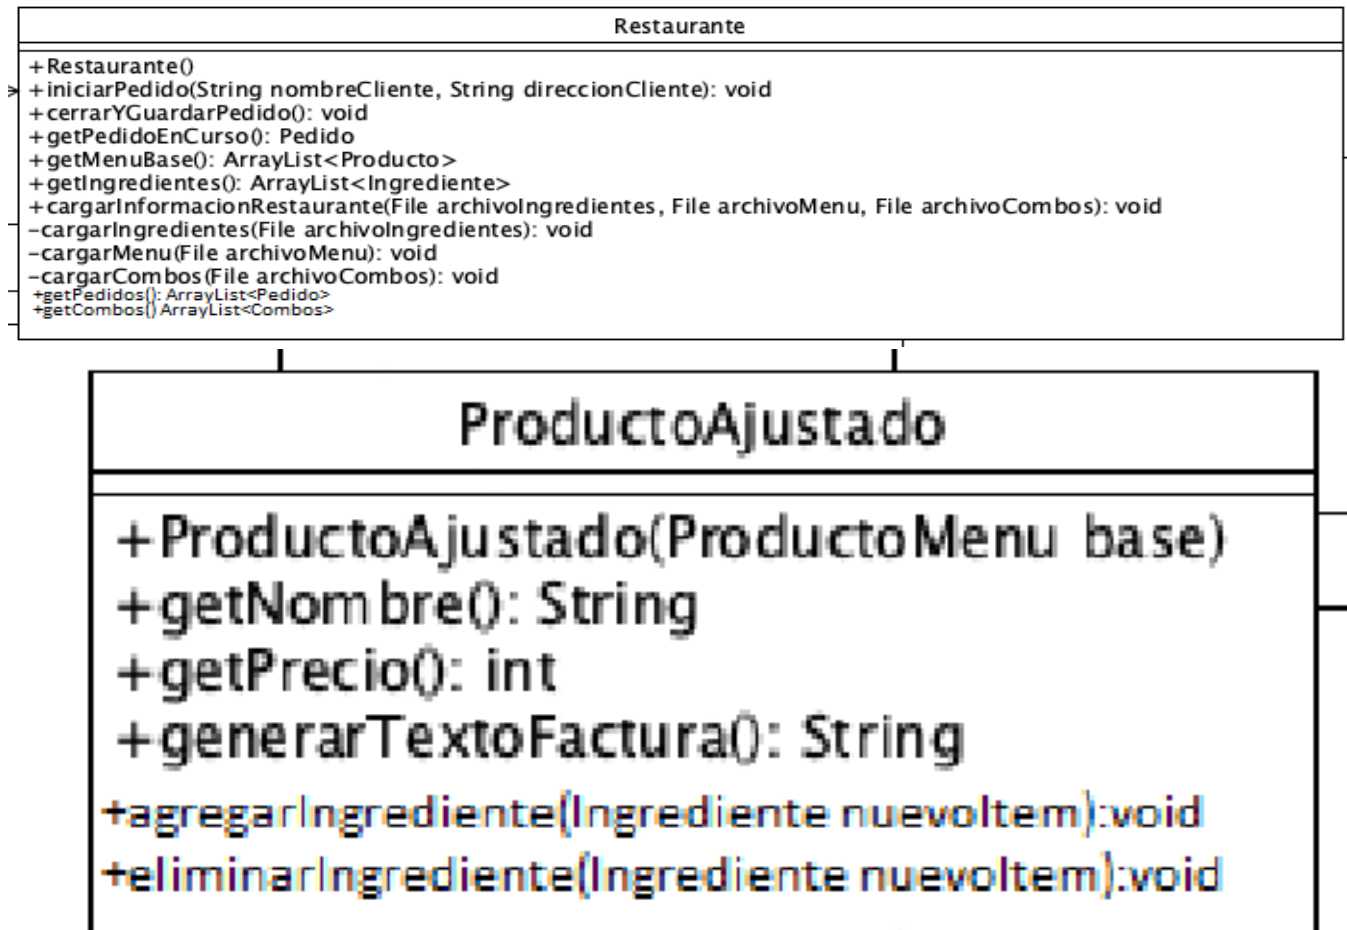 Restaurante
+Restaurante()
+iniciarPedido(String nombreCliente, String direccionCliente): void
+cerrarYGuardarPedido(): void
+getPedidoEnCurso(): Pedido
+getMenuBase(): ArrayList<Producto>
+getIngredientes(): ArrayList<Ingrediente>
+cargarInformacionRestaurante(File archivoIngredientes, File archivoMenu, File archivoCombos): void
-cargarIngredientes(File archivoIngredientes): void
-cargarMenu(File archivoMenu): void
-cargarCombos(File archivoCombos): void
+getPedidos(): ArrayList<Pedido>
+getCombos() ArrayList<Combos>
ProductoAjustado
+ProductoAjustado(ProductoMenu base)
+getNombre(): String
+getPrecio(): int
+generarTextoFactura(): String
+agregarIngrediente(Ingrediente nuevoItem):void
+eliminarIngrediente(Ingrediente nuevoItem):void